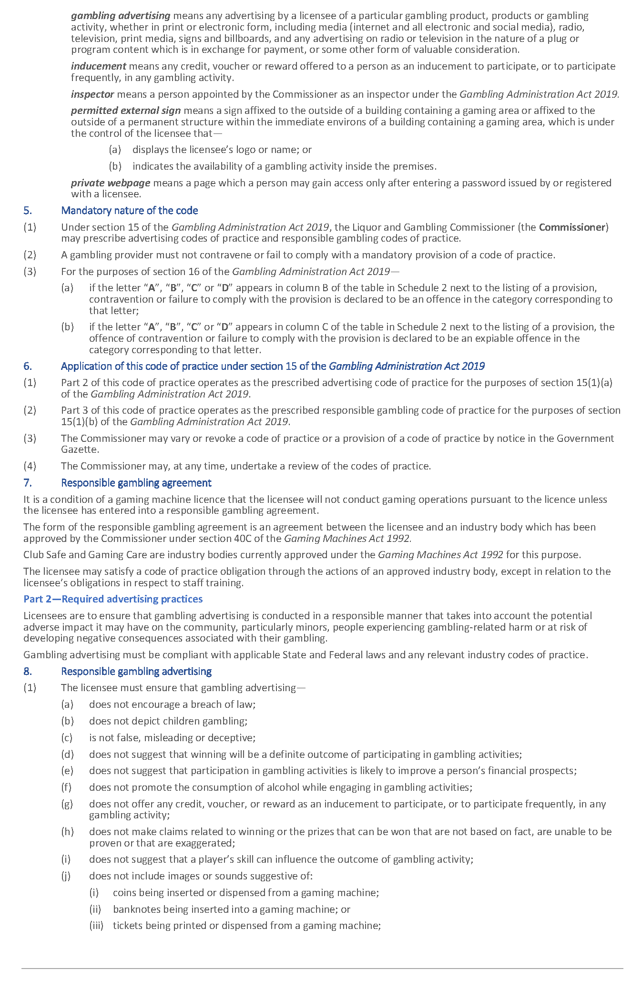 gambling advertising means any advertising by a licensee of a particular gambling product, products or gambling
activity, whether in print or electronic form, including media (internet and all electronic and social media), radio,
television, print media, signs and billboards, and any advertising on radio or television in the nature of a plug or
program content which is in exchange for payment, or some other form of valuable consideration.
inducement means any credit, voucher or reward offered to a person as an inducement to participate, or to participate
frequently, in any gambling activity.
inspector means a person appointed by the Commissioner as an inspector under the Gambling Administration Act 2019.
permitted external sign means a sign affixed to the outside of a building containing a gaming area or affixed to the
outside of a permanent structure within the immediate environs of a building containing a gaming area, which is under
the control of the licensee that—
(a) displays the licensee’s logo or name; or
(b) indicates the availability of a gambling activity inside the premises.
private webpage means a page which a person may gain access only after entering a password issued by or registered
with a licensee.
5. Mandatory nature of the code
(1) Under section 15 of the Gambling Administration Act 2019, the Liquor and Gambling Commissioner (the Commissioner)
may prescribe advertising codes of practice and responsible gambling codes of practice.
(2) A gambling provider must not contravene or fail to comply with a mandatory provision of a code of practice.
(3) For the purposes of section 16 of the Gambling Administration Act 2019—
(a) if the letter “A”, “B”, “C” or “D” appears in column B of the table in Schedule 2 next to the listing of a provision,
contravention or failure to comply with the provision is declared to be an offence in the category corresponding to
that letter;
(b) if the letter “A”, “B”, “C” or “D” appears in column C of the table in Schedule 2 next to the listing of a provision, the
offence of contravention or failure to comply with the provision is declared to be an expiable offence in the
category corresponding to that letter.
6. Application of this code of practice under section 15 of the Gambling Administration Act 2019
(1) Part 2 of this code of practice operates as the prescribed advertising code of practice for the purposes of section 15(1)(a)
of the Gambling Administration Act 2019.
(2) Part 3 of this code of practice operates as the prescribed responsible gambling code of practice for the purposes of section
15(1)(b) of the Gambling Administration Act 2019.
(3) The Commissioner may vary or revoke a code of practice or a provision of a code of practice by notice in the Government
Gazette.
(4) The Commissioner may, at any time, undertake a review of the codes of practice.
7. Responsible gambling agreement
It is a condition of a gaming machine licence that the licensee will not conduct gaming operations pursuant to the licence unless
the licensee has entered into a responsible gambling agreement.
The form of the responsible gambling agreement is an agreement between the licensee and an industry body which has been
approved by the Commissioner under section 40C of the Gaming Machines Act 1992.
Club Safe and Gaming Care are industry bodies currently approved under the Gaming Machines Act 1992 for this purpose.
The licensee may satisfy a code of practice obligation through the actions of an approved industry body, except in relation to the
licensee’s obligations in respect to staff training.
Part 2—Required advertising practices
Licensees are to ensure that gambling advertising is conducted in a responsible manner that takes into account the potential
adverse impact it may have on the community, particularly minors, people experiencing gambling-related harm or at risk of
developing negative consequences associated with their gambling.
Gambling advertising must be compliant with applicable State and Federal laws and any relevant industry codes of practice.
8. Responsible gambling advertising
(1) The licensee must ensure that gambling advertising—
(a) does not encourage a breach of law;
(b) does not depict children gambling;
(c) is not false, misleading or deceptive;
(d) does not suggest that winning will be a definite outcome of participating in gambling activities;
(e) does not suggest that participation in gambling activities is likely to improve a person’s financial prospects;
(f) does not promote the consumption of alcohol while engaging in gambling activities;
(g) does not offer any credit, voucher, or reward as an inducement to participate, or to participate frequently, in any
gambling activity;
(h) does not make claims related to winning or the prizes that can be won that are not based on fact, are unable to be
proven or that are exaggerated;
(i) does not suggest that a player’s skill can influence the outcome of gambling activity;
(j) does not include images or sounds suggestive of:
(i) coins being inserted or dispensed from a gaming machine;
(ii) banknotes being inserted into a gaming machine; or
(iii) tickets being printed or dispensed from a gaming machine;